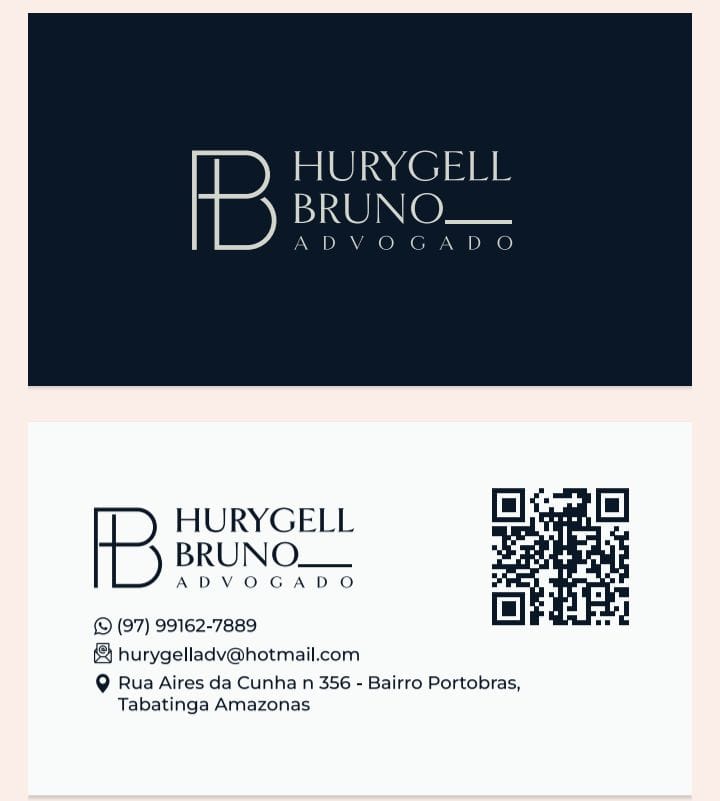 HURYGELL
BRUNO
ADVOGADO
HURYGELL
BRUNO
ADVOGADO
(97) 99162-7889
hurygelladv@hotmail.com
Rua Aires da Cunha n 356 - Bairro Portobras,
Tabatinga Amazonas